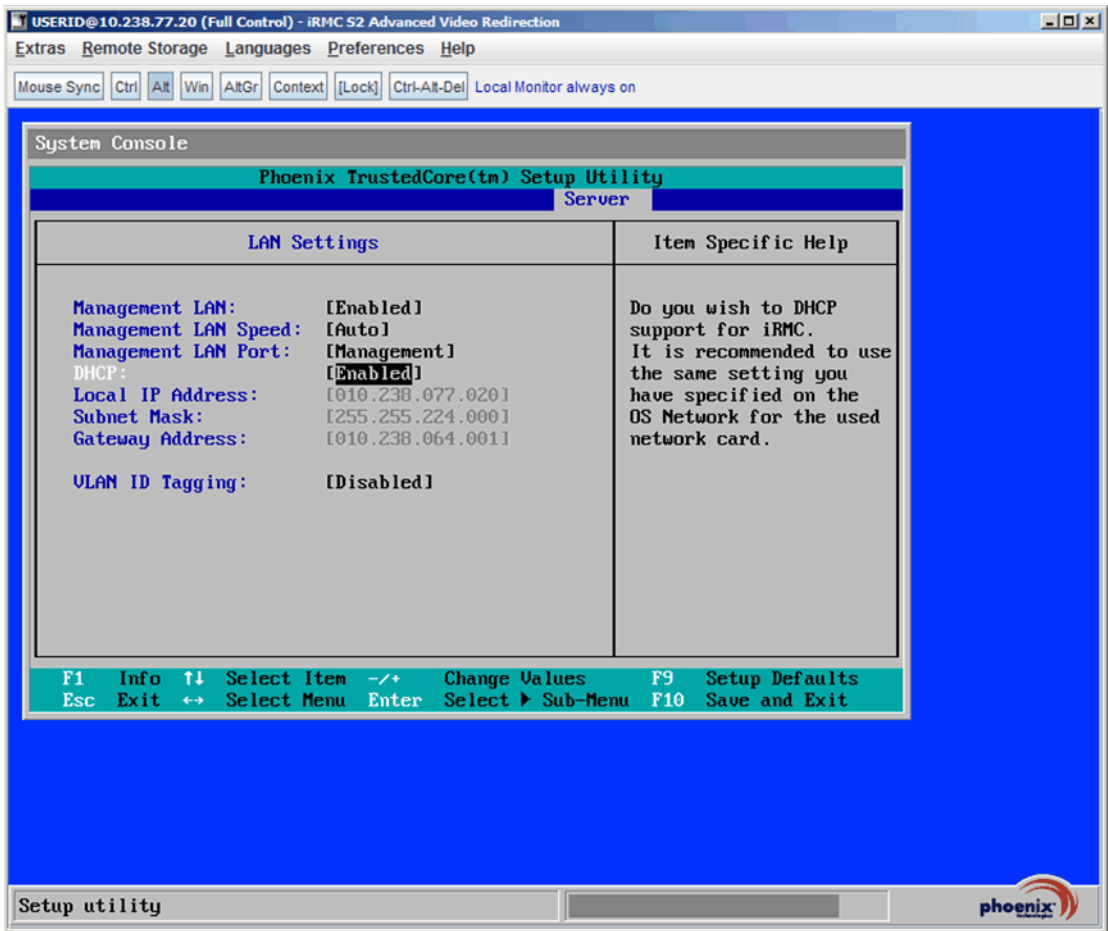 USERID@10.238.77.20 (Full Control) - iRMC S2 Advanced Video Redirection
Extras Remote Storage Languages Preferences Help
Mouse Sync Ctrl Alt Win AltGr Context [Lock] Ctrl-Alt-Del Local Monitor always on
System Console
Phoenix TrustedCore(tm) Setup Utility
Server
LAN Settings
Item Specific Help
Management LAN: [Enabled]
Management LAN Speed: [Auto]
Management LAN Port: [Management]
DHCP: [Enabled]
Local IP Address: [010.238.077.020]
Subnet Mask: [255.255.224.000]
Gateway Address: [010.238.064.001]
VLAN ID Tagging: [Disabled]
Do you wish to DHCP
support for iRMC.
It is recommended to use
the same setting you
have specified on the
OS Network for the used
network card.
F1 Info ↑↓ Select Item -/+ Change Values F9 Setup Defaults
Esc Exit ↔ Select Menu Enter Select ▶ Sub-Menu F10 Save and Exit
Setup utility
phoenix
technologies